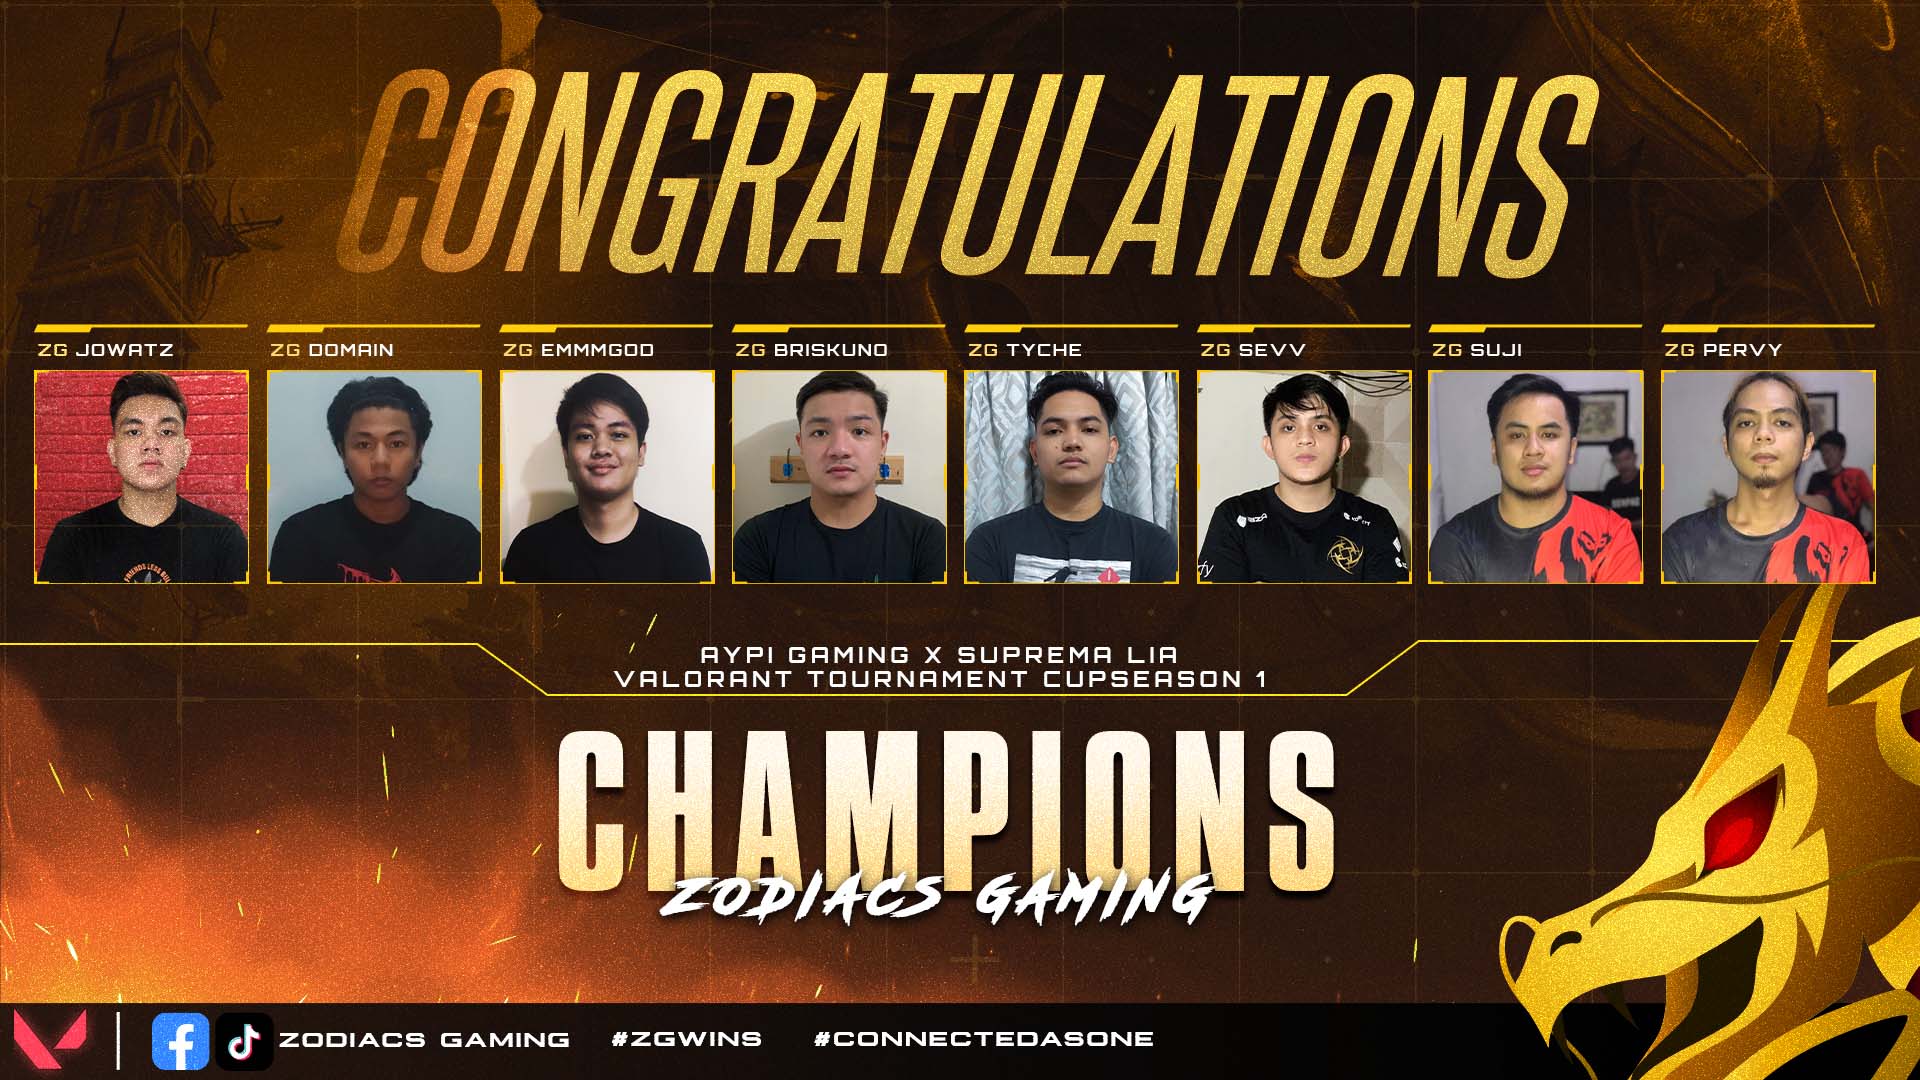 CONGRATULATIONS
ZG JOWATZ
ZG DOMAIN
ZG EMMMGOD
ZG BRISKUNO
ZG TYCHE
ZG SEVV
ZG SUJI
ZG PERVY
AYPI GAMING X SUPREMA LIA
VALORANT TOURNAMENT CUPSEASON 1
CHAMPIONS
ZODIACS GAMING
ZODIACS GAMING #ZGWINS #CONNECTEDASONE